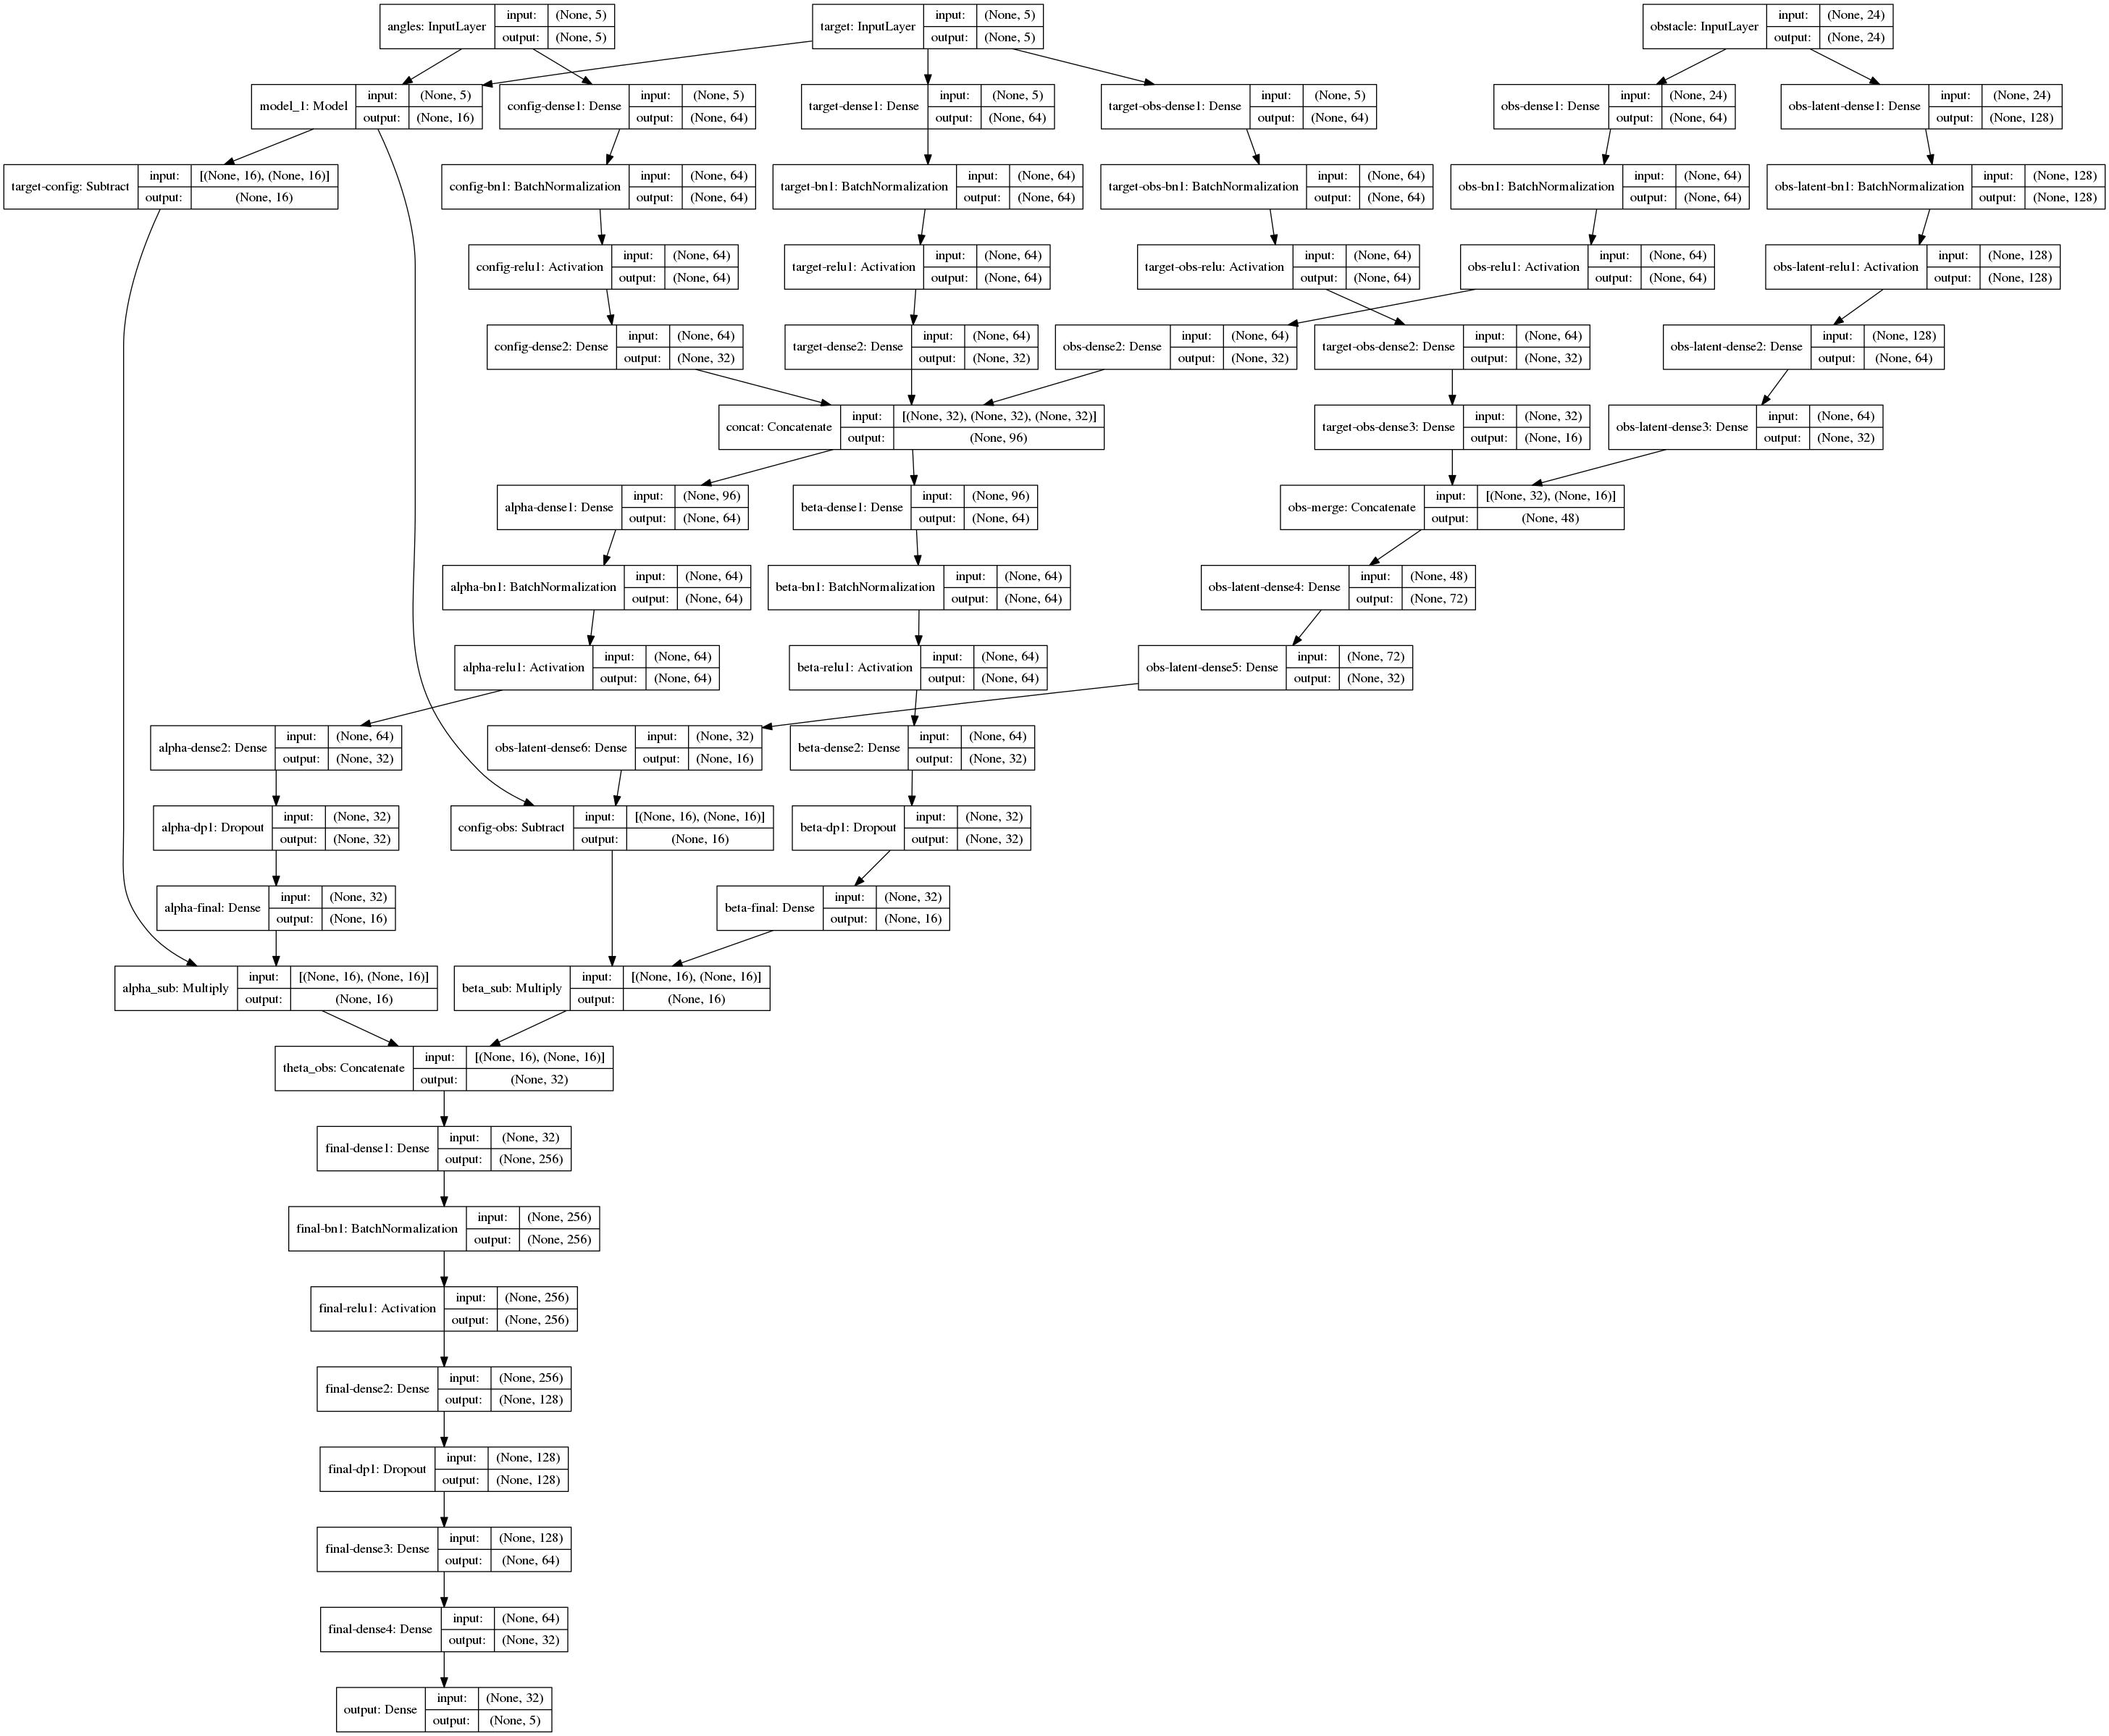 angles: InputLayer input: (None, 5) output: (None, 5)
target: InputLayer input: (None, 5) output: (None, 5)
obstacle: InputLayer input: (None, 24) output: (None, 24)
model_1: Model input: (None, 5) output: (None, 16)
config-dense1: Dense input: (None, 5) output: (None, 64)
target-dense1: Dense input: (None, 5) output: (None, 64)
target-obs-dense1: Dense input: (None, 5) output: (None, 64)
obs-dense1: Dense input: (None, 24) output: (None, 64)
obs-latent-dense1: Dense input: (None, 24) output: (None, 128)
target-config: Subtract input: [(None, 16), (None, 16)] output: (None, 16)
config-bn1: BatchNormalization input: (None, 64) output: (None, 64)
target-bn1: BatchNormalization input: (None, 64) output: (None, 64)
target-obs-bn1: BatchNormalization input: (None, 64) output: (None, 64)
obs-bn1: BatchNormalization input: (None, 64) output: (None, 64)
obs-latent-bn1: BatchNormalization input: (None, 128) output: (None, 128)
config-relu1: Activation input: (None, 64) output: (None, 64)
target-relu1: Activation input: (None, 64) output: (None, 64)
target-obs-relu: Activation input: (None, 64) output: (None, 64)
obs-relu1: Activation input: (None, 64) output: (None, 64)
obs-latent-relu1: Activation input: (None, 128) output: (None, 128)
config-dense2: Dense input: (None, 64) output: (None, 32)
target-dense2: Dense input: (None, 64) output: (None, 32)
obs-dense2: Dense input: (None, 64) output: (None, 32)
target-obs-dense2: Dense input: (None, 64) output: (None, 32)
obs-latent-dense2: Dense input: (None, 128) output: (None, 64)
concat: Concatenate input: [(None, 32), (None, 32), (None, 32)] output: (None, 96)
target-obs-dense3: Dense input: (None, 32) output: (None, 16)
obs-latent-dense3: Dense input: (None, 64) output: (None, 32)
alpha-dense1: Dense input: (None, 96) output: (None, 64)
beta-dense1: Dense input: (None, 96) output: (None, 64)
obs-merge: Concatenate input: [(None, 32), (None, 16)] output: (None, 48)
alpha-bn1: BatchNormalization input: (None, 64) output: (None, 64)
beta-bn1: BatchNormalization input: (None, 64) output: (None, 64)
obs-latent-dense4: Dense input: (None, 48) output: (None, 72)
alpha-relu1: Activation input: (None, 64) output: (None, 64)
beta-relu1: Activation input: (None, 64) output: (None, 64)
obs-latent-dense5: Dense input: (None, 72) output: (None, 32)
alpha-dense2: Dense input: (None, 64) output: (None, 32)
obs-latent-dense6: Dense input: (None, 32) output: (None, 16)
beta-dense2: Dense input: (None, 64) output: (None, 32)
alpha-dp1: Dropout input: (None, 32) output: (None, 32)
config-obs: Subtract input: [(None, 16), (None, 16)] output: (None, 16)
beta-dp1: Dropout input: (None, 32) output: (None, 32)
alpha-final: Dense input: (None, 32) output: (None, 16)
beta-final: Dense input: (None, 32) output: (None, 16)
alpha_sub: Multiply input: [(None, 16), (None, 16)] output: (None, 16)
beta_sub: Multiply input: [(None, 16), (None, 16)] output: (None, 16)
theta_obs: Concatenate input: [(None, 16), (None, 16)] output: (None, 32)
final-dense1: Dense input: (None, 32) output: (None, 256)
final-bn1: BatchNormalization input: (None, 256) output: (None, 256)
final-relu1: Activation input: (None, 256) output: (None, 256)
final-dense2: Dense input: (None, 256) output: (None, 128)
final-dp1: Dropout input: (None, 128) output: (None, 128)
final-dense3: Dense input: (None, 128) output: (None, 64)
final-dense4: Dense input: (None, 64) output: (None, 32)
output: Dense input: (None, 32) output: (None, 5)